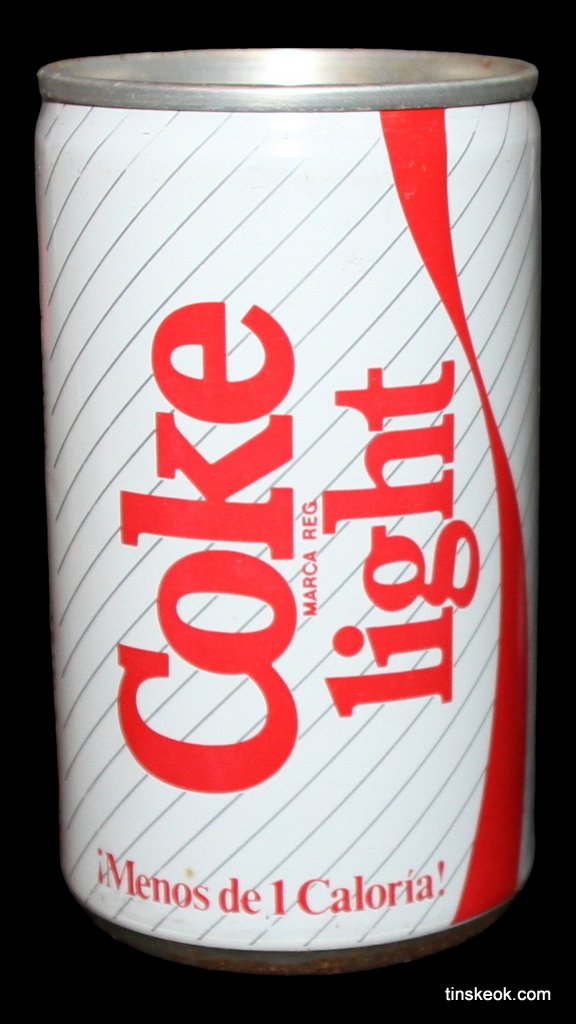 Coke
MARCA REG
light
¡Menos de 1 Caloría!
tinskeok.com